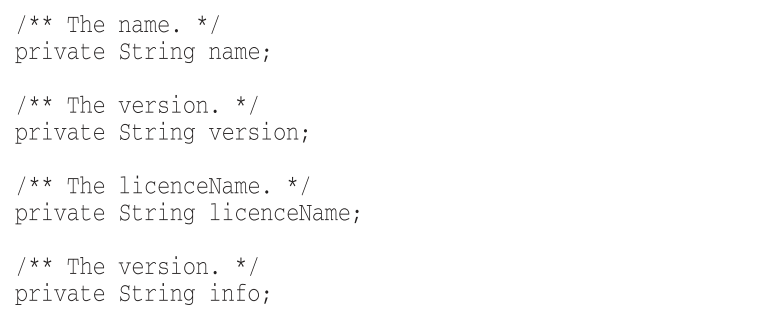 /** The name. */
private String name;
/** The version. */
private String version;
/** The licenceName. */
private String licenceName;
/** The version. */
private String info;